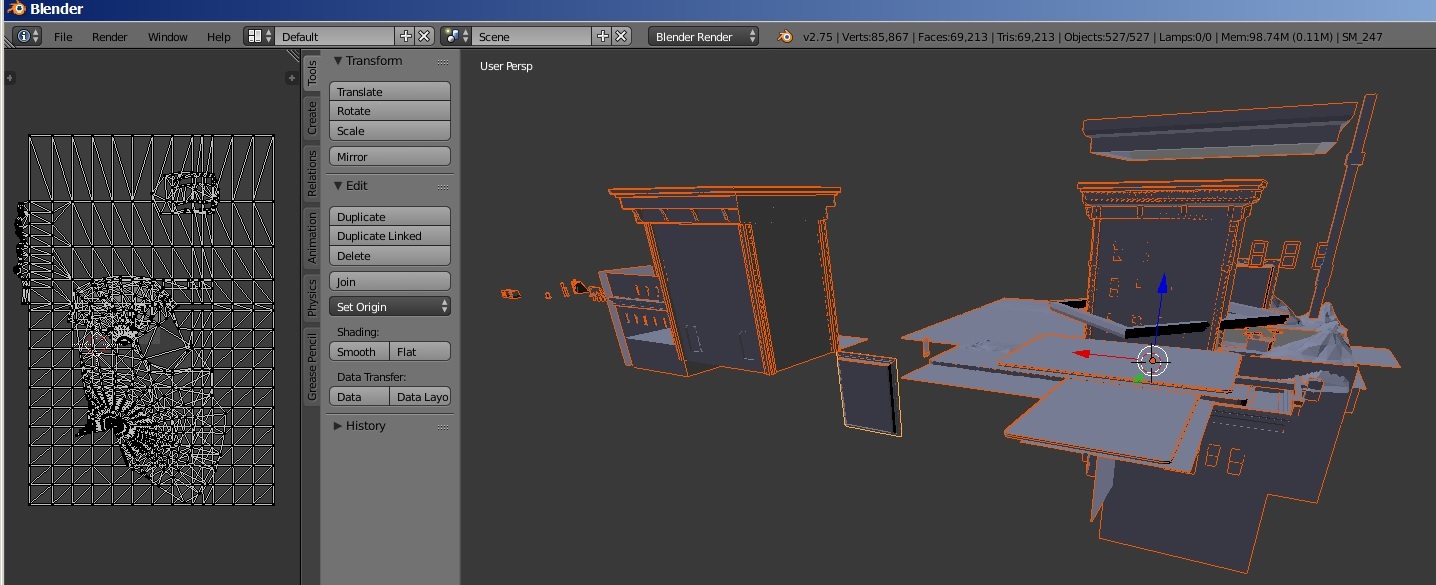 Blender
File Render Window Help Default Scene Blender Render v2.75 | Verts:85,867 | Faces:69,213 | Tris:69,213 | Objects:527/527 | Lamps:0/0 | Mem:98.74M (0.11M) | SM_247
User Persp
Tools
Create
Relations
Animation
Physics
Grease Pencil
Transform
Translate
Rotate
Scale
Mirror
Edit
Duplicate
Duplicate Linked
Delete
Join
Set Origin
Shading:
Smooth Flat
Data Transfer:
Data Data Layo
History